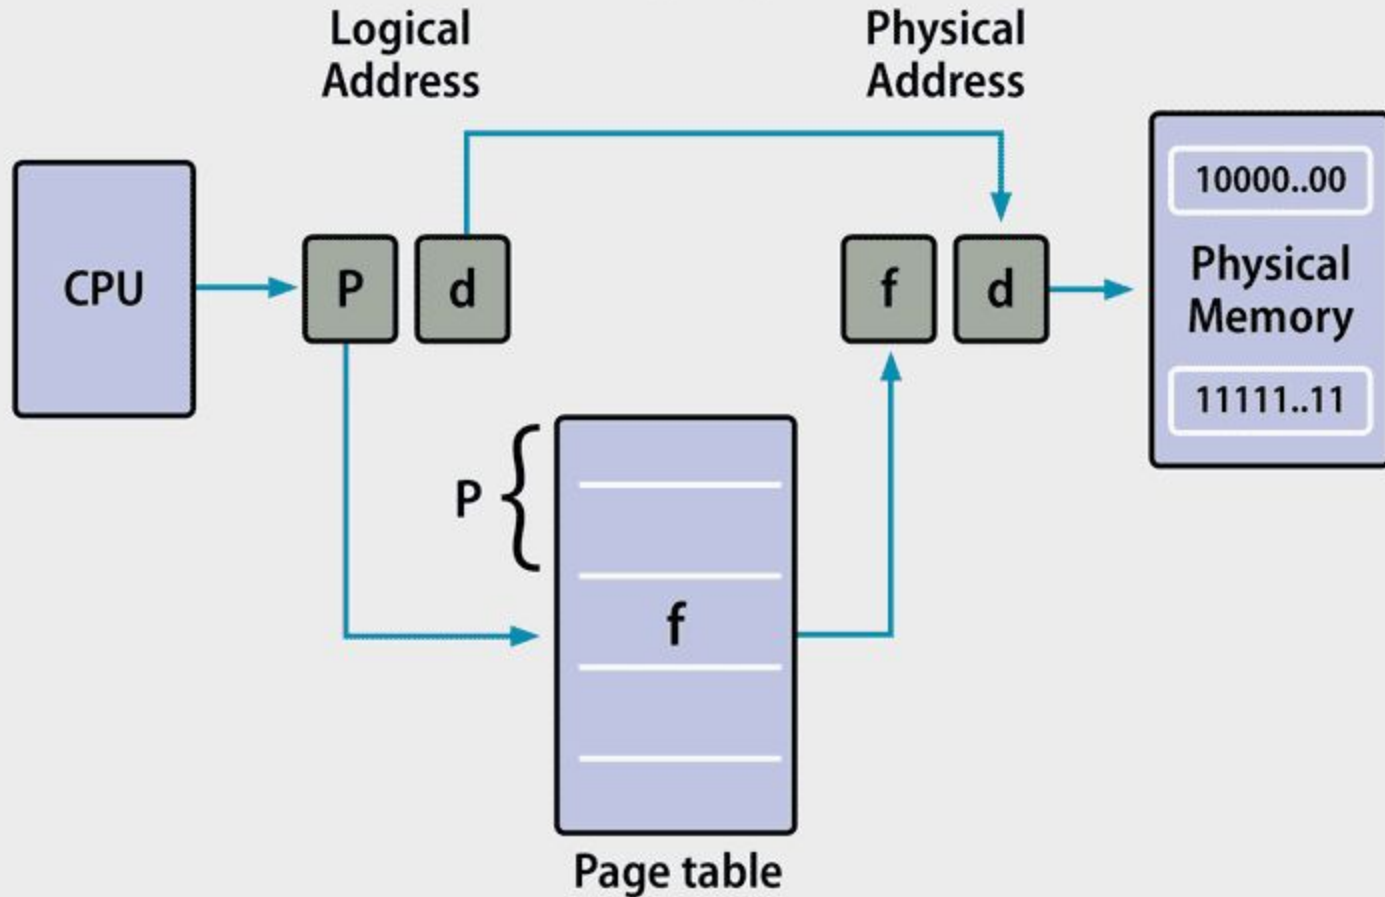 Logical
Address
Physical
Address
CPU
P
d
f
d
10000..00
Physical
Memory
11111..11
P
f
Page table